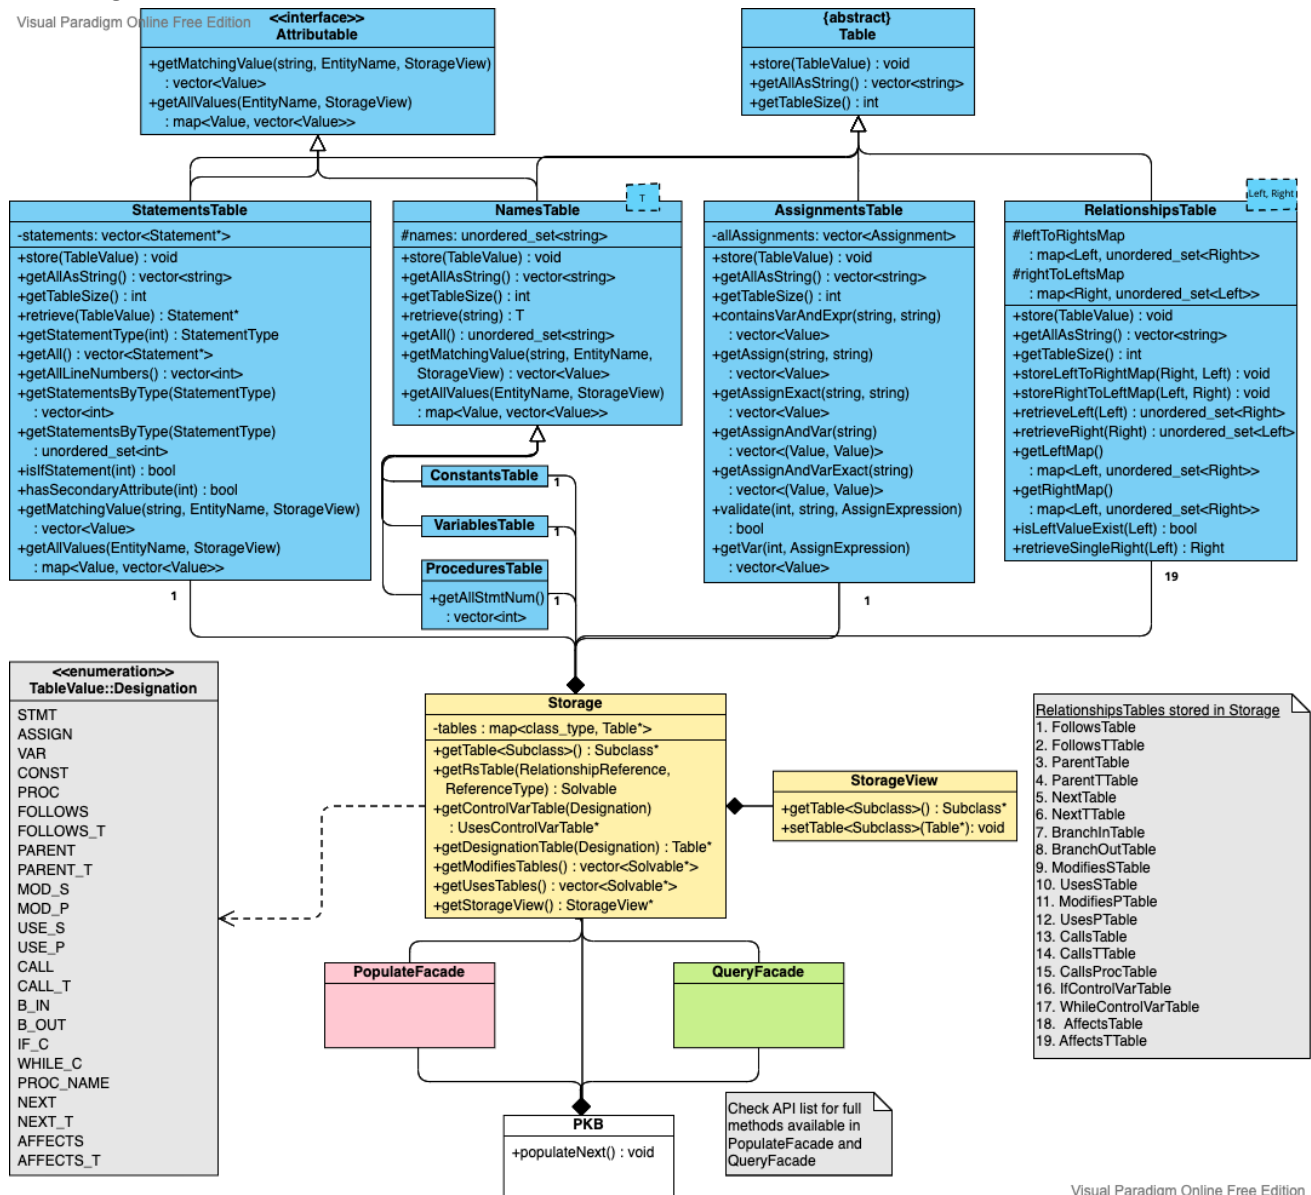 Visual Paradigm Online Free Edition
<<interface>>
Attributable
+getMatchingValue(string, EntityName, StorageView)
: vector<Value>
+getAllValues(EntityName, StorageView)
: map<Value, vector<Value>>
{abstract}
Table
+store(TableValue) : void
+getAllAsString() : vector<string>
+getTableSize() : int
StatementsTable
-statements: vector<Statement*>
+store(TableValue) : void
+getAllAsString() : vector<string>
+getTableSize() : int
+retrieve(TableValue) : Statement*
+getStatementType(int) : StatementType
+getAll() : vector<Statement*>
+getAllLineNumbers() : vector<int>
+getStatementsByType(StatementType)
: vector<int>
+getStatementsByType(StatementType)
: unordered_set<int>
+isIfStatement(int) : bool
+hasSecondaryAttribute(int) : bool
+getMatchingValue(string, EntityName, StorageView)
: vector<Value>
+getAllValues(EntityName, StorageView)
: map<Value, vector<Value>>
1
T
NamesTable
#names: unordered_set<string>
+store(TableValue) : void
+getAllAsString() : vector<string>
+getTableSize() : int
+retrieve(string) : T
+getAll() : unordered_set<string>
+getMatchingValue(string, EntityName,
StorageView) : vector<Value>
+getAllValues(EntityName, StorageView)
: map<Value, vector<Value>>
ConstantsTable
1
VariablesTable
1
ProceduresTable
+getAllStmtNum()
: vector<int>
1
AssignmentsTable
-allAssignments: vector<Assignment>
+store(TableValue) : void
+getAllAsString() : vector<string>
+getTableSize() : int
+containsVarAndExpr(string, string)
: vector<Value>
+getAssign(string, string)
: vector<Value>
+getAssignExact(string, string)
: vector<Value>
+getAssignAndVar(string)
: vector<(Value, Value)>
+getAssignAndVarExact(string)
: vector<(Value, Value)>
+validate(int, string, AssignExpression)
: bool
+getVar(int, AssignExpression)
: vector<Value>
1
Left, Right
RelationshipsTable
#leftToRightsMap
: map<Left, unordered_set<Right>>
#rightToLeftsMap
: map<Right, unordered_set<Left>>
+store(TableValue) : void
+getAllAsString() : vector<string>
+getTableSize() : int
+storeLeftToRightMap(Right, Left) : void
+storeRightToLeftMap(Left, Right) : void
+retrieveLeft(Left) : unordered_set<Right>
+retrieveRight(Right) : unordered_set<Left>
+getLeftMap()
: map<Left, unordered_set<Right>>
+getRightMap()
: map<Left, unordered_set<Right>>
+isLeftValueExist(Left) : bool
+retrieveSingleRight(Left) : Right
19
<<enumeration>>
TableValue::Designation
STMT
ASSIGN
VAR
CONST
PROC
FOLLOWS
FOLLOWS_T
PARENT
PARENT_T
MOD_S
MOD_P
USE_S
USE_P
CALL
CALL_T
B_IN
B_OUT
IF_C
WHILE_C
PROC_NAME
NEXT
NEXT_T
AFFECTS
AFFECTS_T
Storage
-tables : map<class_type, Table*>
+getTable<Subclass>() : Subclass*
+getRsTable(RelationshipReference,
ReferenceType) : Solvable
+getControlVarTable(Designation)
: UsesControlVarTable*
+getDesignationTable(Designation) : Table*
+getModifiesTables() : vector<Solvable*>
+getUsesTables() : vector<Solvable*>
+getStorageView() : StorageView*
StorageView
+getTable<Subclass>() : Subclass*
+setTable<Subclass>(Table*): void
RelationshipsTables stored in Storage
1. FollowsTable
2. FollowsTTable
3. ParentTable
4. ParentTTable
5. NextTable
6. NextTTable
7. BranchInTable
8. BranchOutTable
9. ModifiesSTable
10. UsesSTable
11. ModifiesPTable
12. UsesPTable
13. CallsTable
14. CallsTTable
15. CallsProcTable
16. IfControlVarTable
17. WhileControlVarTable
18. AffectsTable
19. AffectsTTable
PopulateFacade
QueryFacade
PKB
+populateNext() : void
Check API list for full
methods available in
PopulateFacade and
QueryFacade
Visual Paradigm Online Free Edition